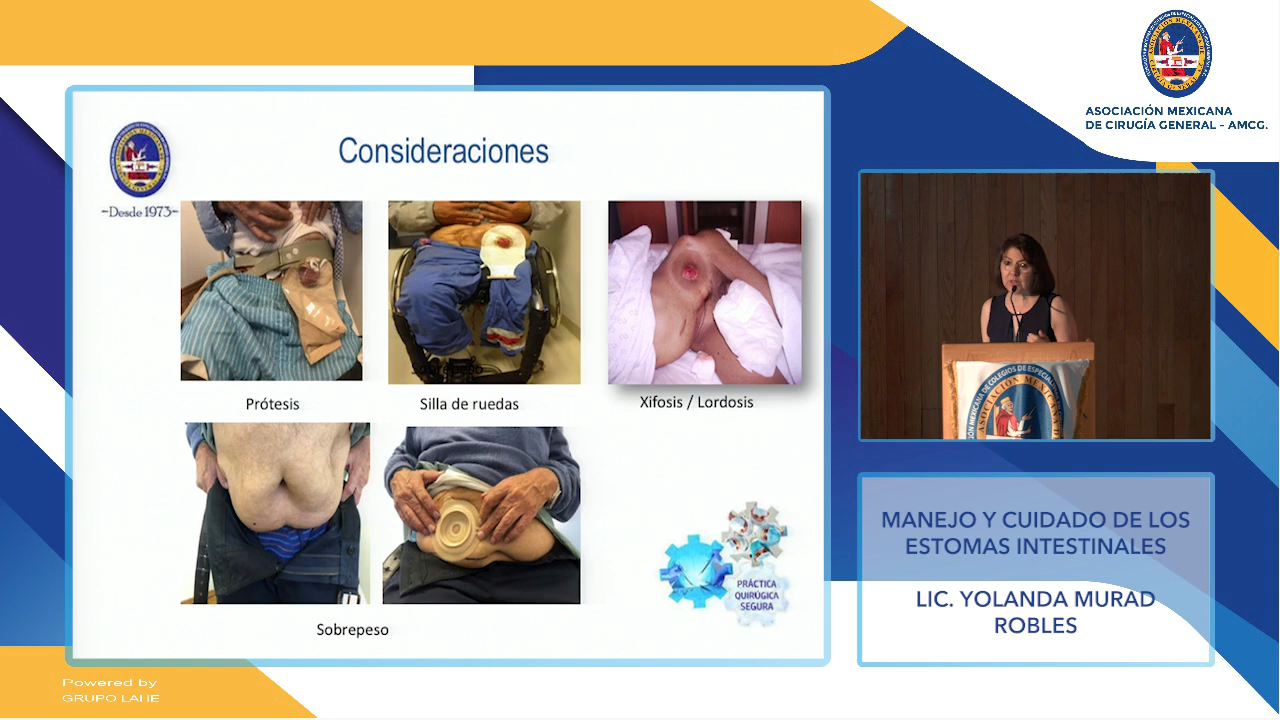 ASOCIACIÓN MEXICANA
DE CIRUGÍA GENERAL - AMCG.
Consideraciones
-Desde 1973-
Prótesis
Silla de ruedas
Xifosis / Lordosis
Sobrepeso
PRÁCTICA
QUIRÚGICA
SEGURA
MANEJO Y CUIDADO DE LOS
ESTOMAS INTESTINALES
LIC. YOLANDA MURAD
ROBLES
Powered by
GRUPO LAHE